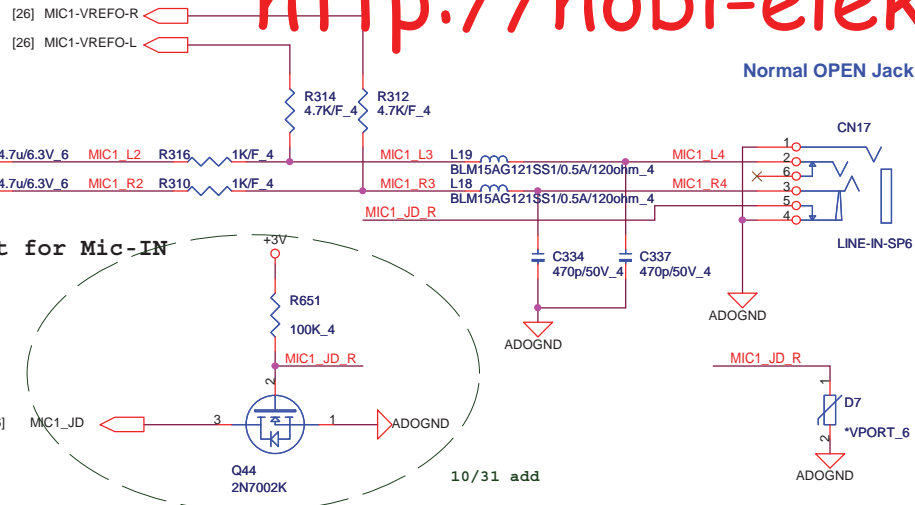 http://hobi-elek
[26] MIC1-VREFO-R
[26] MIC1-VREFO-L
Normal OPEN Jack
R314
4.7K/F_4
R312
4.7K/F_4
CN17
4.7u/6.3V_6 MIC1_L2 R316 1K/F_4 MIC1_L3 L19 MIC1_L4
BLM15AG121SS1/0.5A/120ohm_4
4.7u/6.3V_6 MIC1_R2 R310 1K/F_4 MIC1_R3 L18 MIC1_R4
BLM15AG121SS1/0.5A/120ohm_4
MIC1_JD_R
1
2
6
3
5
4
LINE-IN-SP6
t for Mic-IN
+3V
C334
470p/50V_4
C337
470p/50V_4
R651
100K_4
ADOGND
ADOGND
MIC1_JD_R
MIC1_JD_R
2
] MIC1_JD 3 1 ADOGND
1
D7
*VPORT_6
2
ADOGND
Q44
2N7002K
10/31 add